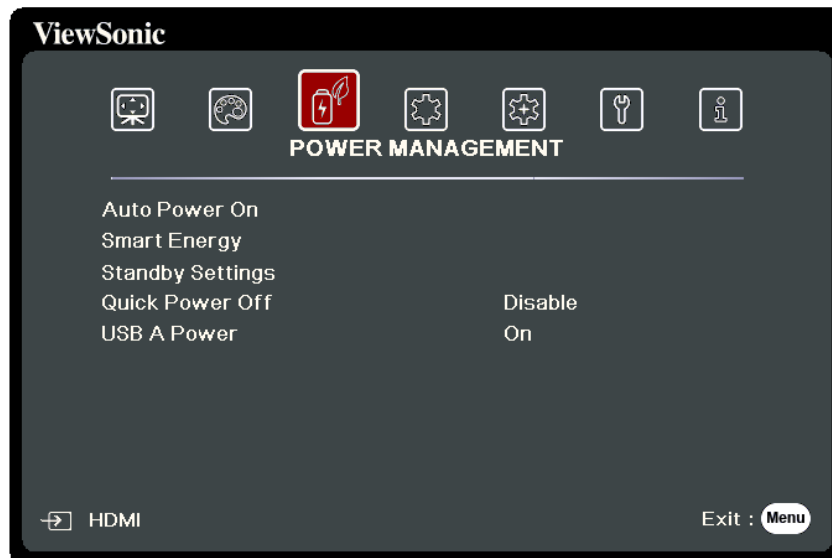 ViewSonic
POWER MANAGEMENT
Auto Power On
Smart Energy
Standby Settings
Quick Power Off Disable
USB A Power On
HDMI Exit : Menu